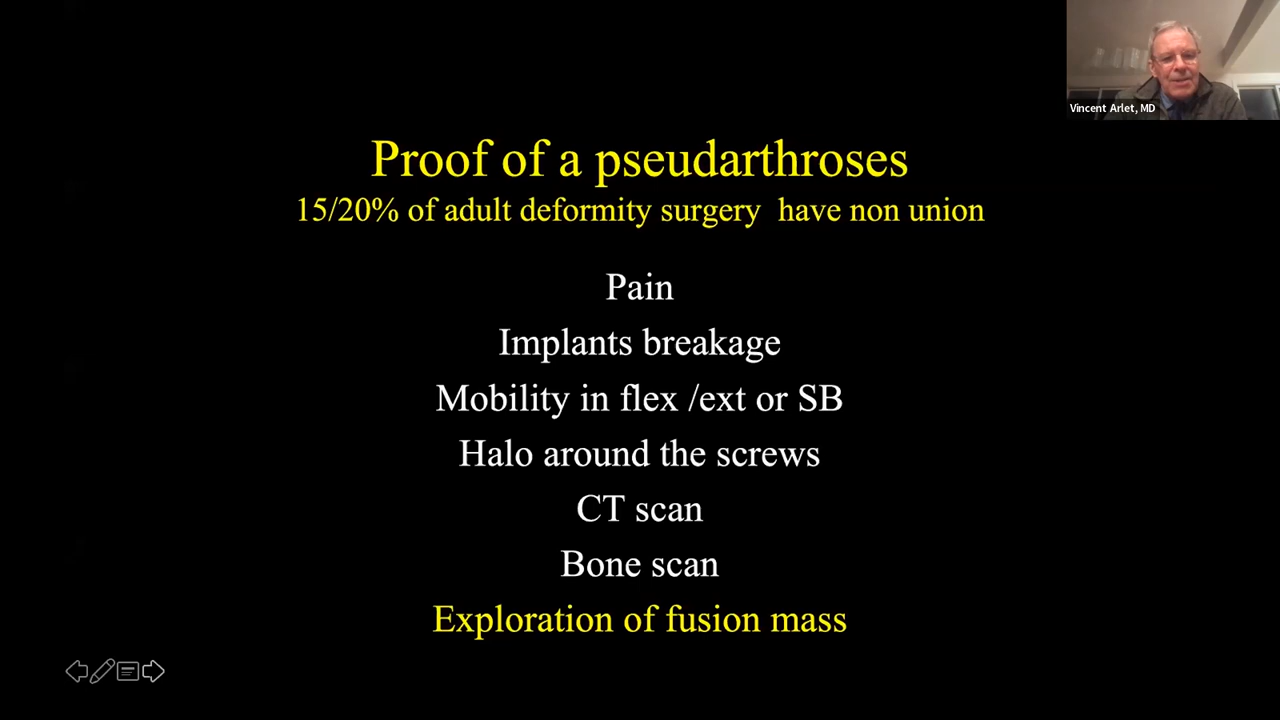 Vincent Arlet, MD
Proof of a pseudarthroses
15/20% of adult deformity surgery have non union
Pain
Implants breakage
Mobility in flex /ext or SB
Halo around the screws
CT scan
Bone scan
Exploration of fusion mass